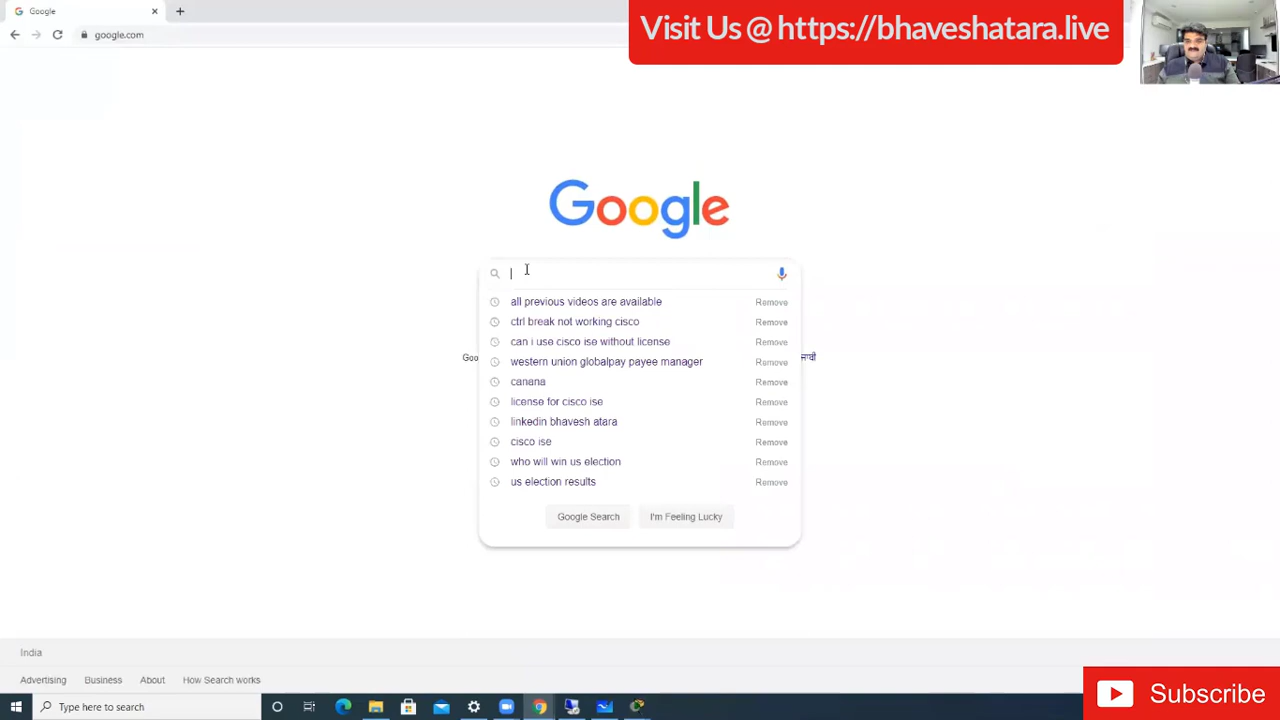 Google
google.com
Visit Us @ https://bhaveshatara.live
Google
all previous videos are available Remove
ctrl break not working cisco Remove
can i use cisco ise without license Remove
western union globalpay payee manager Remove
canana Remove
license for cisco ise Remove
linkedin bhavesh atara Remove
cisco ise Remove
who will win us election Remove
us election results Remove
Google Search I'm Feeling Lucky
India
Advertising Business About How Search works
Type here to search
Subscribe